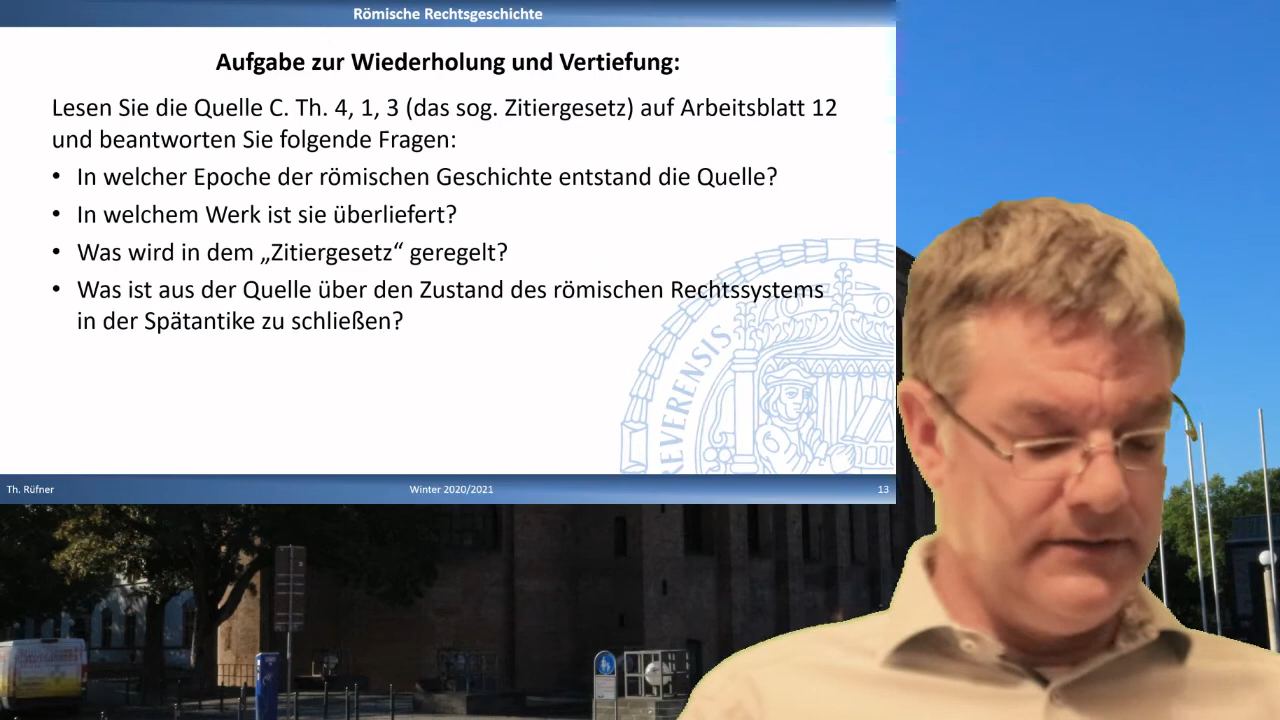 Römische Rechtsgeschichte
Aufgabe zur Wiederholung und Vertiefung:
Lesen Sie die Quelle C. Th. 4, 1, 3 (das sog. Zitiergesetz) auf Arbeitsblatt 12
und beantworten Sie folgende Fragen:
• In welcher Epoche der römischen Geschichte entstand die Quelle?
• In welchem Werk ist sie überliefert?
• Was wird in dem „Zitiergesetz“ geregelt?
• Was ist aus der Quelle über den Zustand des römischen Rechtssystems
in der Spätantike zu schließen?
EVERENSIS
Th. Rüfner
Winter 2020/2021
13